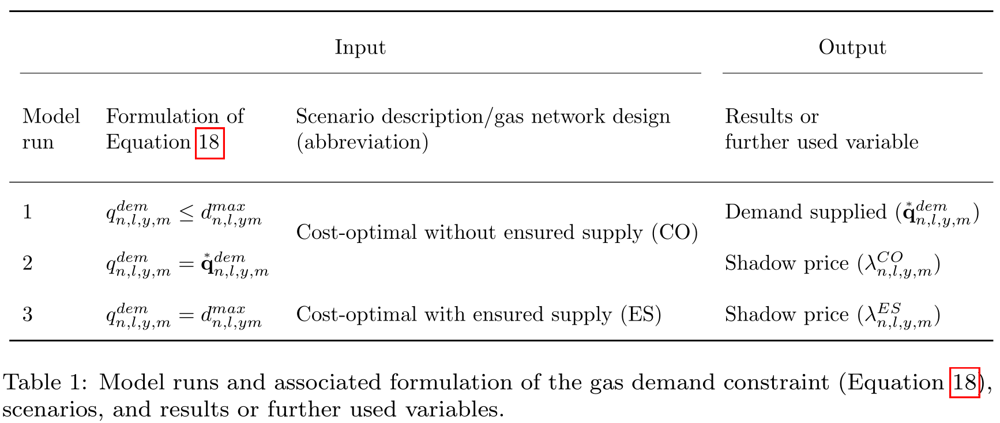 Input Output
Model Formulation of Scenario description/gas network design Results or
run Equation 18 (abbreviation) further used variable
1 $q^{dem}_{n,l,y,m} \leq d^{max}_{n,l,ym}$ Demand supplied ($\overset{*}{\mathbf{q}}{}^{dem}_{n,l,y,m}$)
Cost-optimal without ensured supply (CO)
2 $q^{dem}_{n,l,y,m} = \overset{*}{\mathbf{q}}{}^{dem}_{n,l,y,m}$ Shadow price ($\lambda^{CO}_{n,l,y,m}$)
3 $q^{dem}_{n,l,y,m} = d^{max}_{n,l,ym}$ Cost-optimal with ensured supply (ES) Shadow price ($\lambda^{ES}_{n,l,y,m}$)
Table 1: Model runs and associated formulation of the gas demand constraint (Equation 18),
scenarios, and results or further used variables.